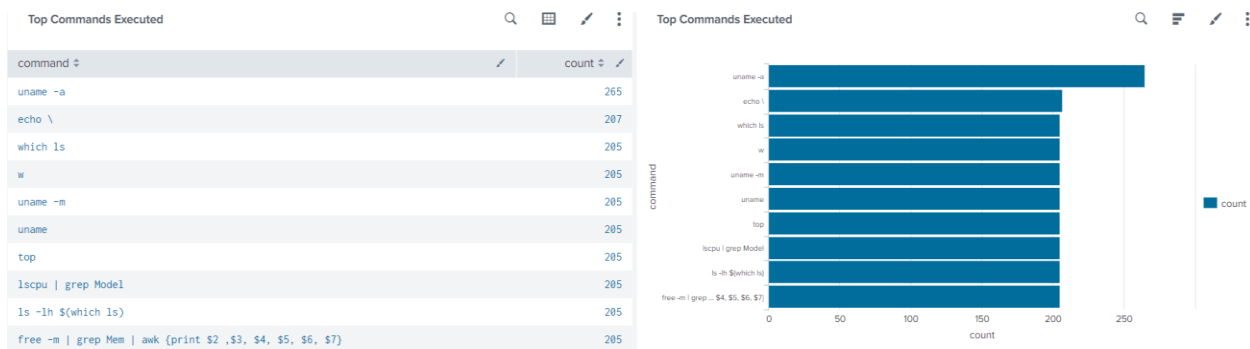 Top Commands Executed
command count
uname -a 265
echo \ 207
which ls 205
w 205
uname -m 205
uname 205
top 205
lscpu | grep Model 205
ls -lh $(which ls) 205
free -m | grep Mem | awk {print $2 ,$3, $4, $5, $6, $7} 205
Top Commands Executed
command
uname -a
echo \
which ls
w
uname -m
uname
top
lscpu | grep Model
ls -lh $(which ls)
free -m | grep ... $4, $5, $6, $7}
0 50 100 150 200 250
count
count